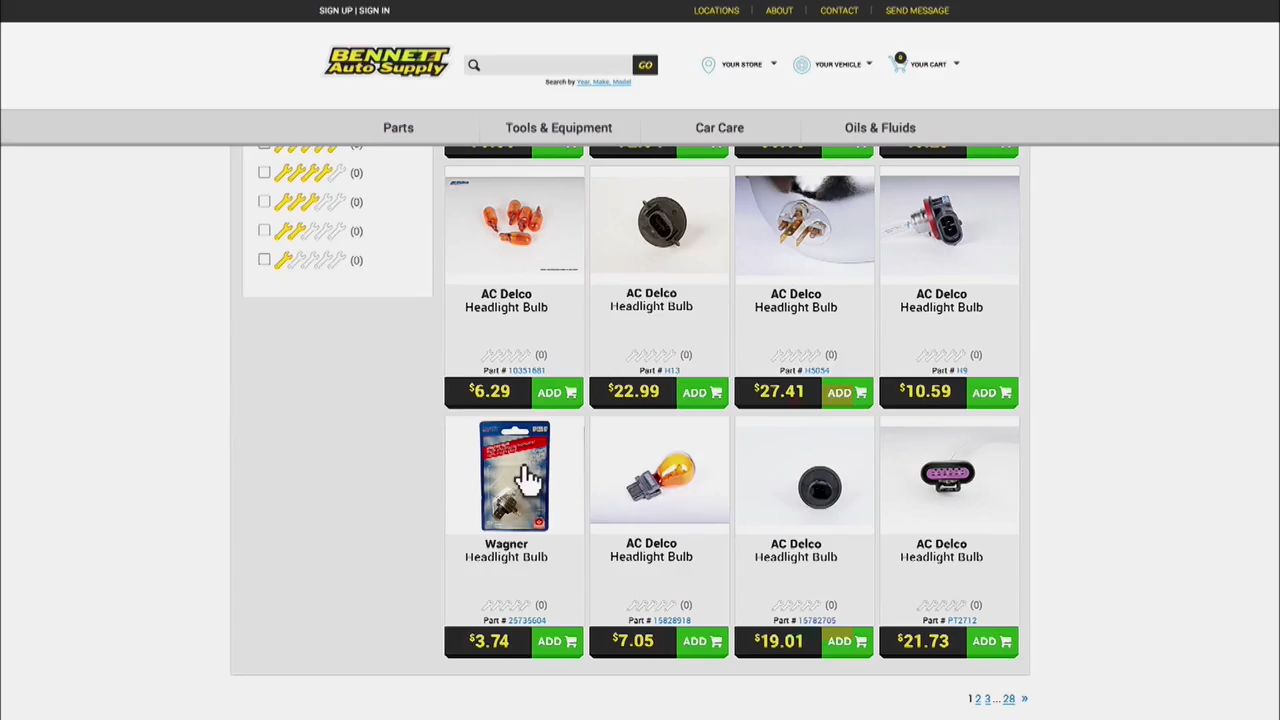 SIGN UP | SIGN IN
LOCATIONS | ABOUT | CONTACT | SEND MESSAGE
BENNETT
Auto Supply
GO
YOUR STORE
YOUR VEHICLE
0
YOUR CART
Search by Year, Make, Model
Parts
Tools & Equipment
Car Care
Oils & Fluids
(0)
(0)
(0)
(0)
AC Delco
Headlight Bulb
(0)
Part # 10351681
$6.29
ADD
AC Delco
Headlight Bulb
(0)
Part # H13
$22.99
ADD
AC Delco
Headlight Bulb
(0)
Part # H5054
$27.41
ADD
AC Delco
Headlight Bulb
(0)
Part # H9
$10.59
ADD
Wagner
Headlight Bulb
(0)
Part # 25735604
$3.74
ADD
AC Delco
Headlight Bulb
(0)
Part # 15828918
$7.05
ADD
AC Delco
Headlight Bulb
(0)
Part # 15782705
$19.01
ADD
AC Delco
Headlight Bulb
(0)
Part # PT2712
$21.73
ADD
1 2 3 ... 28 »